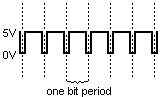 5V
0V
one bit period